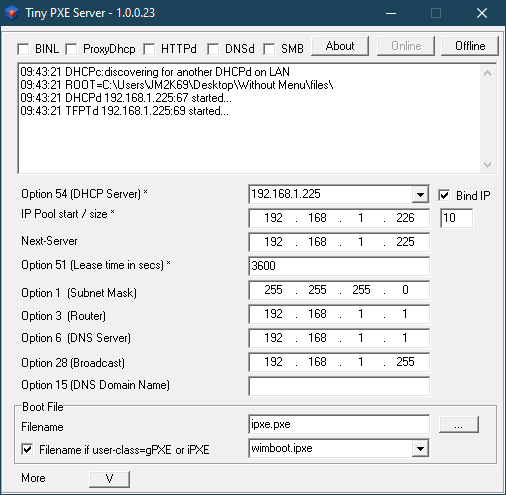 Tiny PXE Server - 1.0.0.23
BINL ProxyDhcp HTTPd DNSd SMB About Online Offline
09:43:21 DHCPc:discovering for another DHCPd on LAN
09:43:21 ROOT=C:\Users\JM2K69\Desktop\Without Menu\files\
09:43:21 DHCPd 192.168.1.225:67 started...
09:43:21 TFPTd 192.168.1.225:69 started...
Option 54 (DHCP Server) * 192.168.1.225 Bind IP
IP Pool start / size * 192 . 168 . 1 . 226 10
Next-Server 192 . 168 . 1 . 225
Option 51 (Lease time in secs) * 3600
Option 1 (Subnet Mask) 255 . 255 . 255 . 0
Option 3 (Router) 192 . 168 . 1 . 1
Option 6 (DNS Server) 192 . 168 . 1 . 1
Option 28 (Broadcast) 192 . 168 . 1 . 255
Option 15 (DNS Domain Name)
Boot File
Filename ipxe.pxe ...
Filename if user-class=gPXE or iPXE wimboot.ipxe
More V